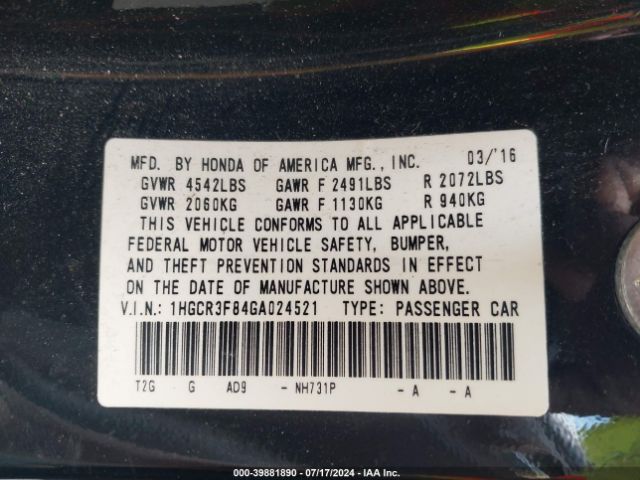 MFD. BY HONDA OF AMERICA MFG., INC. 03/'16
GVWR 4542LBS GAWR F 2491LBS R 2072LBS
GVWR 2060KG GAWR F 1130KG R 940KG
THIS VEHICLE CONFORMS TO ALL APPLICABLE
FEDERAL MOTOR VEHICLE SAFETY, BUMPER,
AND THEFT PREVENTION STANDARDS IN EFFECT
ON THE DATE OF MANUFACTURE SHOWN ABOVE.
V.I.N.: 1HGCR3F84GA024521 TYPE: PASSENGER CAR
T2G G AD9 - NH731P - A - A
000-39881890 - 07/17/2024 - IAA Inc.